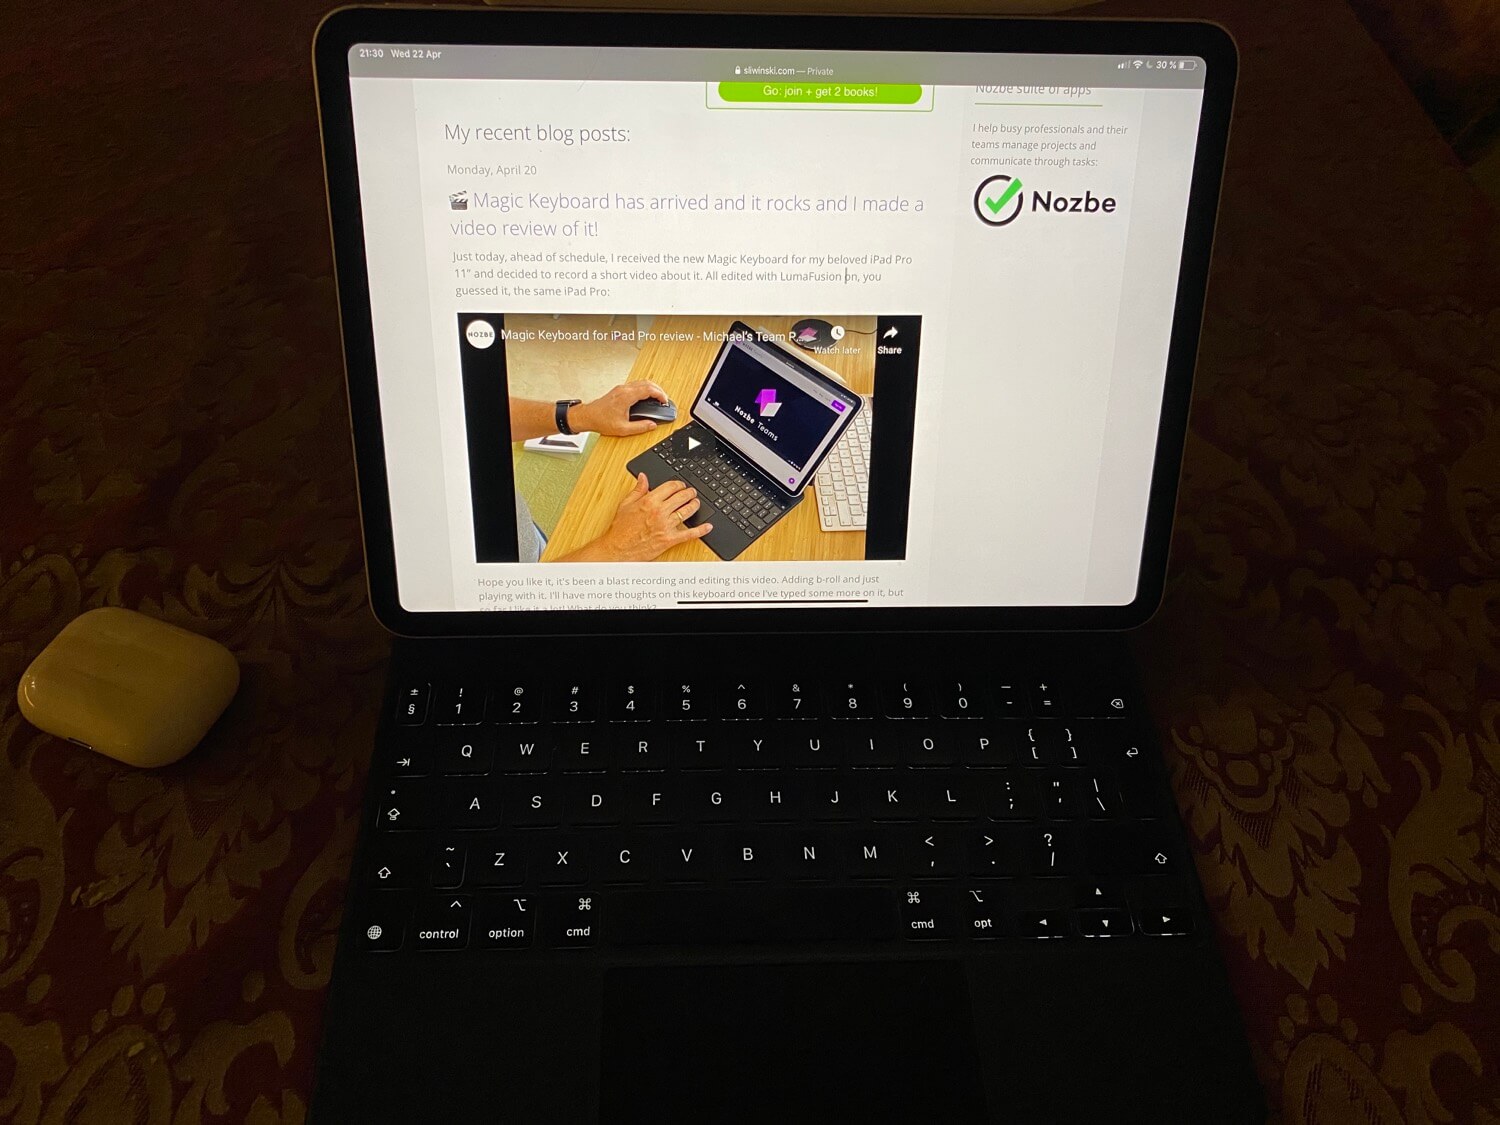 21:30 Wed 22 Apr
sliwinski.com — Private
30 %
Go: join + get 2 books!
Nozbe suite of apps
My recent blog posts:
I help busy professionals and their
teams manage projects and
communicate through tasks:
Nozbe
Monday, April 20
Magic Keyboard has arrived and it rocks and I made a
video review of it!
Just today, ahead of schedule, I received the new Magic Keyboard for my beloved iPad Pro
11" and decided to record a short video about it. All edited with LumaFusion on, you
guessed it, the same iPad Pro:
NOZBE
Magic Keyboard for iPad Pro review - Michael's Team P...
Watch later
Share
Nozbe Teams
Hope you like it, it's been a blast recording and editing this video. Adding b-roll and just
playing with it. I'll have more thoughts on this keyboard once I've typed some more on it, but
so far I like it a lot! What do you think?
± ! @ # $ % ^ & * ( ) — +
§ 1 2 3 4 5 6 7 8 9 0 - =
Q W E R T Y U I O P { }
[ ]
A S D F G H J K L : " |
; ' \
~ < > ?
` Z X C V B N M , . /
^ ⌥ ⌘ ⌘ ⌥
control option cmd cmd opt